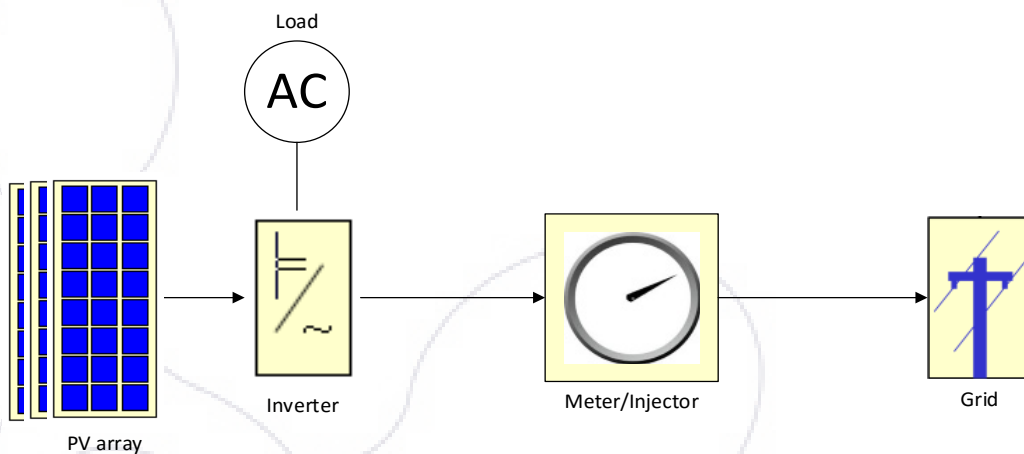 Load
AC
Inverter
Meter/Injector
Grid
PV array